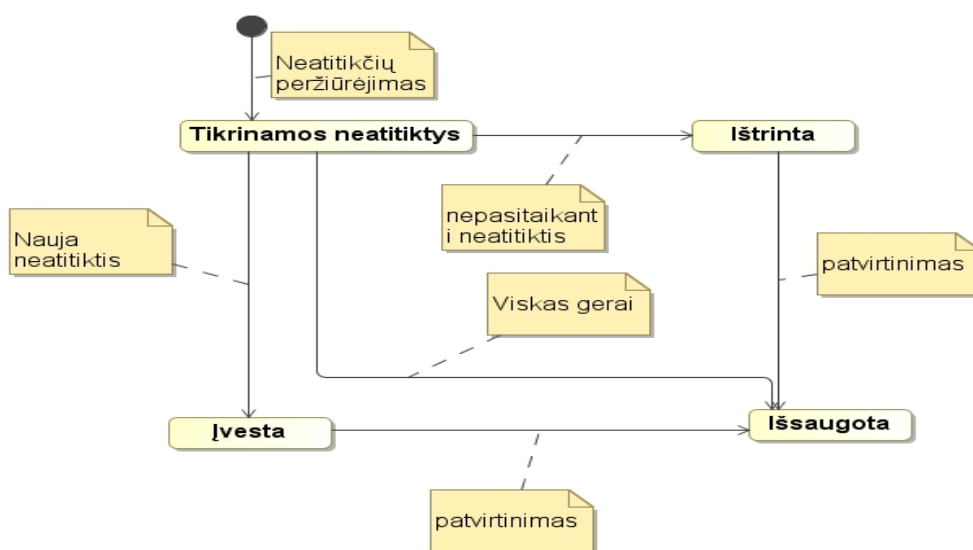 Neatitikčių
peržiūrėjimas
Tikrinamos neatitiktys
Ištrinta
nepasitaikant
i neatitiktis
Nauja
neatitiktis
patvirtinimas
Viskas gerai
Įvesta
Išsaugota
patvirtinimas